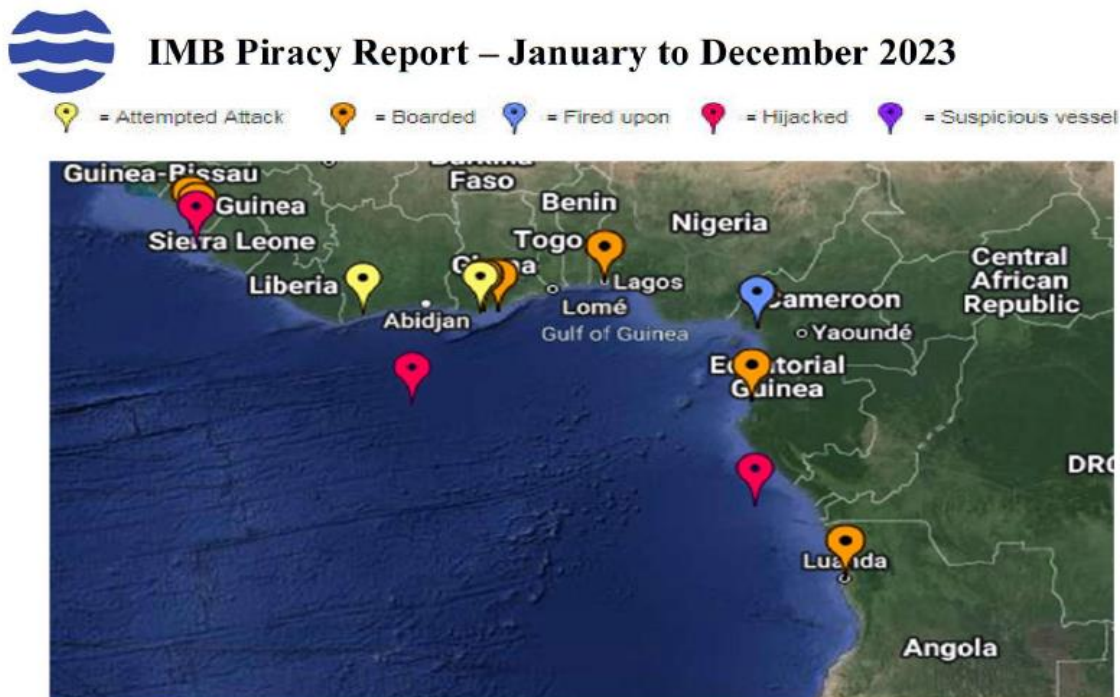 IMB Piracy Report – January to December 2023
= Attempted Attack = Boarded = Fired upon = Hijacked = Suspicious vessel
Guinea-Bissau
Faso
Benin
Guinea
Nigeria
Sierra Leone
Togo
Central
African
Republic
Liberia
Lagos
Cameroon
Lomé
Abidjan
Gulf of Guinea
Yaoundé
Equatorial
Guinea
Luanda
Angola